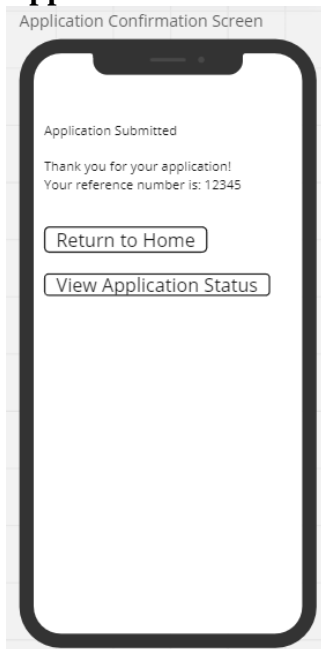 Application Confirmation Screen
Application Submitted
Thank you for your application!
Your reference number is: 12345
Return to Home
View Application Status